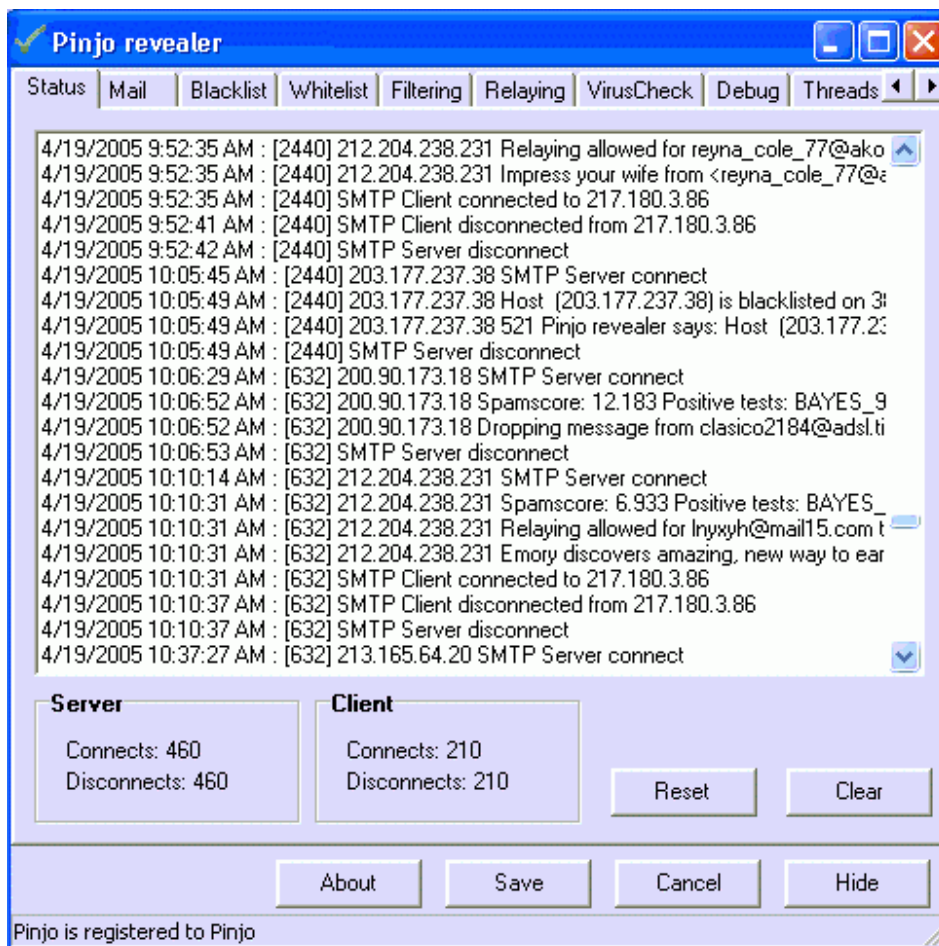 Pinjo revealer
Status Mail Blacklist Whitelist Filtering Relaying VirusCheck Debug Threads
4/19/2005 9:52:35 AM : [2440] 212.204.238.231 Relaying allowed for reyna_cole_77@ako
4/19/2005 9:52:35 AM : [2440] 212.204.238.231 Impress your wife from <reyna_cole_77@a
4/19/2005 9:52:35 AM : [2440] SMTP Client connected to 217.180.3.86
4/19/2005 9:52:41 AM : [2440] SMTP Client disconnected from 217.180.3.86
4/19/2005 9:52:42 AM : [2440] SMTP Server disconnect
4/19/2005 10:05:45 AM : [2440] 203.177.237.38 SMTP Server connect
4/19/2005 10:05:49 AM : [2440] 203.177.237.38 Host (203.177.237.38) is blacklisted on
4/19/2005 10:05:49 AM : [2440] 203.177.237.38 521 Pinjo revealer says: Host (203.177.23
4/19/2005 10:05:49 AM : [2440] SMTP Server disconnect
4/19/2005 10:06:29 AM : [632] 200.90.173.18 SMTP Server connect
4/19/2005 10:06:52 AM : [632] 200.90.173.18 Spamscore: 12.183 Positive tests: BAYES_9
4/19/2005 10:06:52 AM : [632] 200.90.173.18 Dropping message from clasico2184@adsl.ti
4/19/2005 10:06:53 AM : [632] SMTP Server disconnect
4/19/2005 10:10:14 AM : [632] 212.204.238.231 SMTP Server connect
4/19/2005 10:10:31 AM : [632] 212.204.238.231 Spamscore: 6.933 Positive tests: BAYES_
4/19/2005 10:10:31 AM : [632] 212.204.238.231 Relaying allowed for lnyxyh@mail15.com t
4/19/2005 10:10:31 AM : [632] 212.204.238.231 Emory discovers amazing, new way to ear
4/19/2005 10:10:31 AM : [632] SMTP Client connected to 217.180.3.86
4/19/2005 10:10:37 AM : [632] SMTP Client disconnected from 217.180.3.86
4/19/2005 10:10:37 AM : [632] SMTP Server disconnect
4/19/2005 10:37:27 AM : [632] 213.165.64.20 SMTP Server connect
Server
Connects: 460
Disconnects: 460
Client
Connects: 210
Disconnects: 210
Reset Clear
About Save Cancel Hide
Pinjo is registered to Pinjo